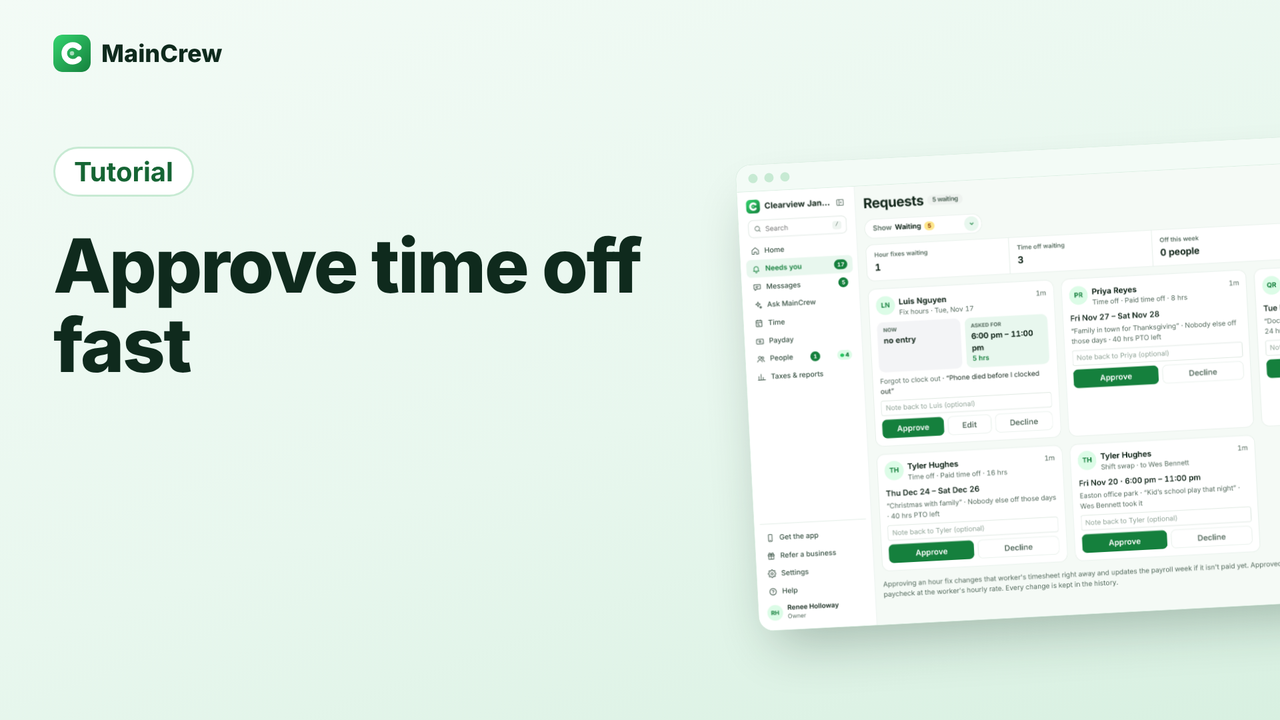 MainCrew
Tutorial
Approve time off
fast
Clearview Jan...
Search /
Home
Needs you 17
Messages 5
Ask MainCrew
Time
Payday
People 1 +4
Taxes & reports
Get the app
Refer a business
Settings
Help
RH Renee Holloway
Owner
Requests 5 waiting
Show Waiting 5
Hour fixes waiting
1
Time off waiting
3
Off this week
0 people
LN Luis Nguyen 1m
Fix hours · Tue, Nov 17
NOW
no entry
ASKED FOR
6:00 pm – 11:00
pm
5 hrs
Forgot to clock out · "Phone died before I clocked
out"
Note back to Luis (optional)
Approve Edit Decline
PR Priya Reyes 1m
Time off · Paid time off · 8 hrs
Fri Nov 27 – Sat Nov 28
"Family in town for Thanksgiving" · Nobody else off
those days · 40 hrs PTO left
Note back to Priya (optional)
Approve Decline
QR
Tue
"Doc
24 h
TH Tyler Hughes 1m
Time off · Paid time off · 16 hrs
Thu Dec 24 – Sat Dec 26
"Christmas with family" · Nobody else off those days
· 40 hrs PTO left
Note back to Tyler (optional)
Approve Decline
TH Tyler Hughes 1m
Shift swap · to Wes Bennett
Fri Nov 20 · 6:00 pm – 11:00 pm
Easton office park · "Kid's school play that night" ·
Wes Bennett took it
Note back to Tyler (optional)
Approve Decline
Approving an hour fix changes that worker's timesheet right away and updates the payroll week if it isn't paid yet. Approved
paycheck at the worker's hourly rate. Every change is kept in the history.